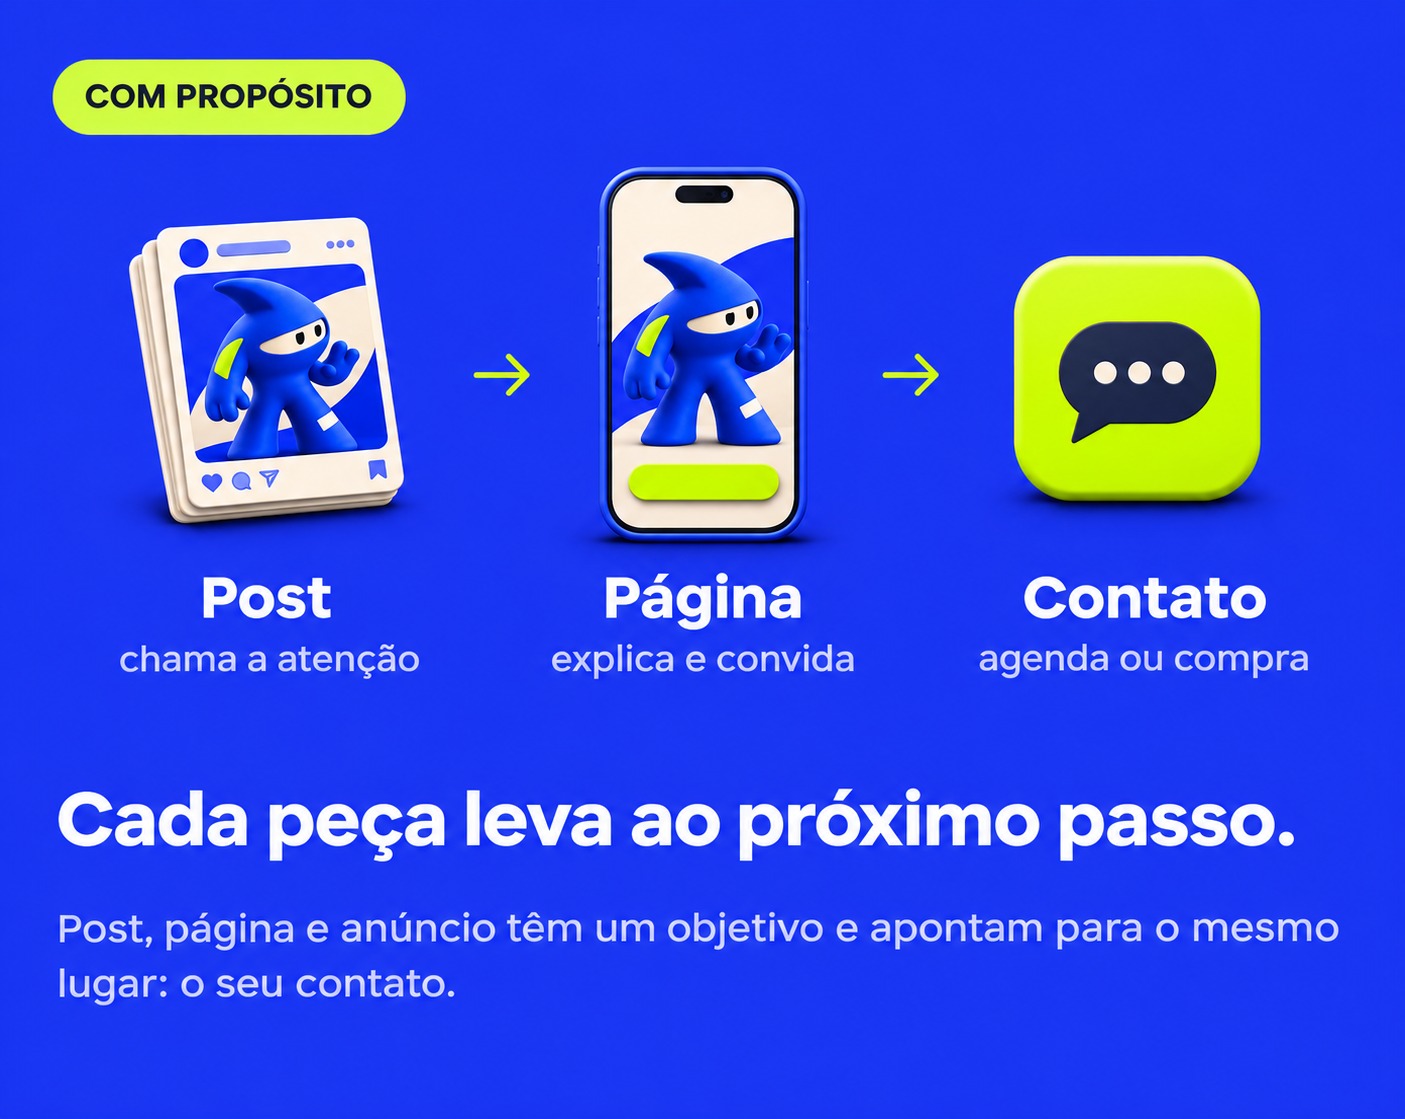 COM PROPÓSITO
Post
chama a atenção
Página
explica e convida
Contato
agenda ou compra
Cada peça leva ao próximo passo.
Post, página e anúncio têm um objetivo e apontam para o mesmo
lugar: o seu contato.